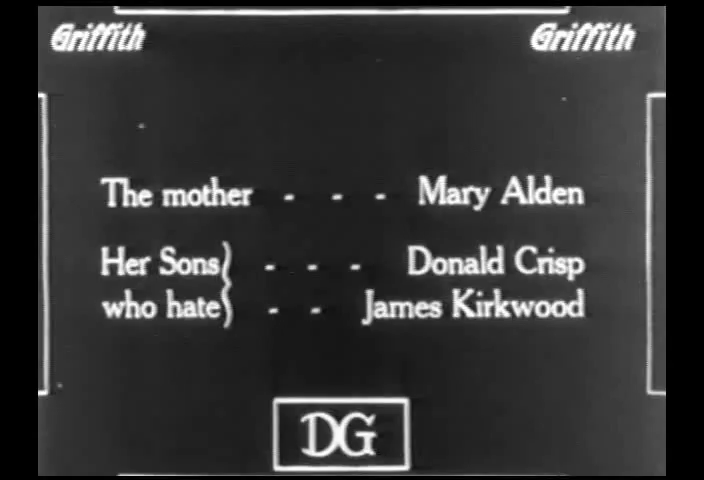 Griffith Griffith
The mother - - - Mary Alden
Her Sons} - - - Donald Crisp
who hate} - - James Kirkwood
DG